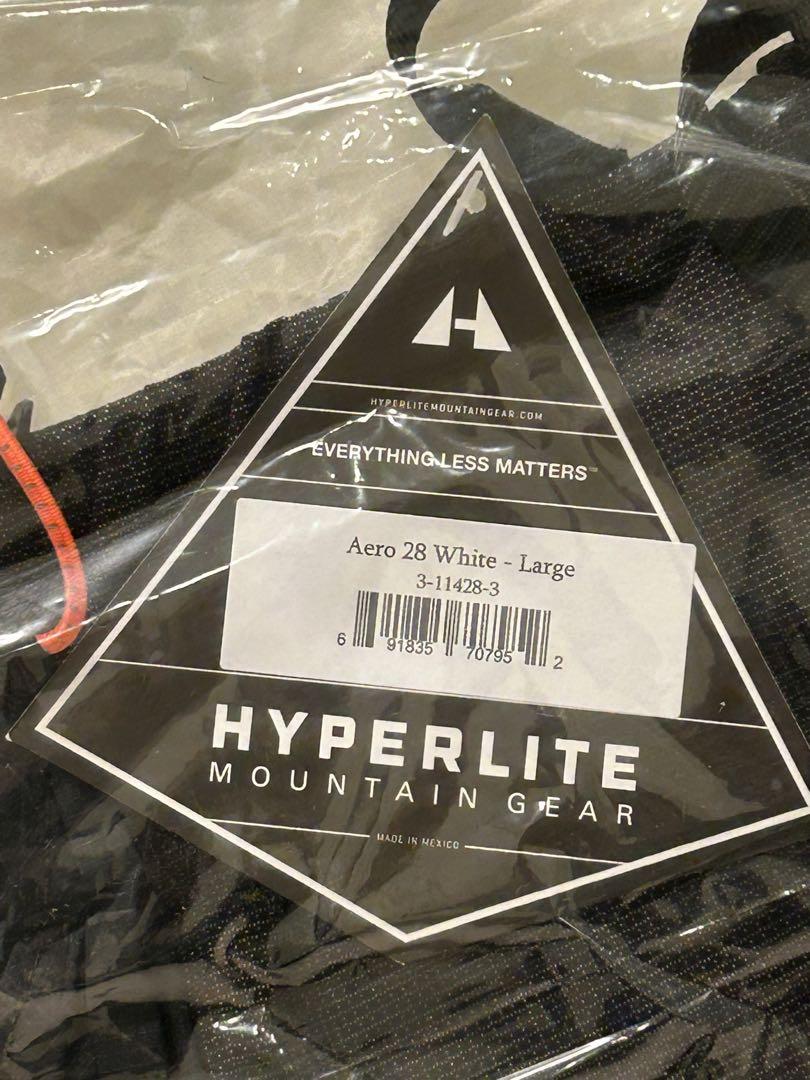 HYPERLITEMOUNTAINGEAR.COM
EVERYTHING LESS MATTERS™
Aero 28 White - Large
3-11428-3
6 91835 70795 2
HYPERLITE
MOUNTAIN GEAR
MADE IN MEXICO